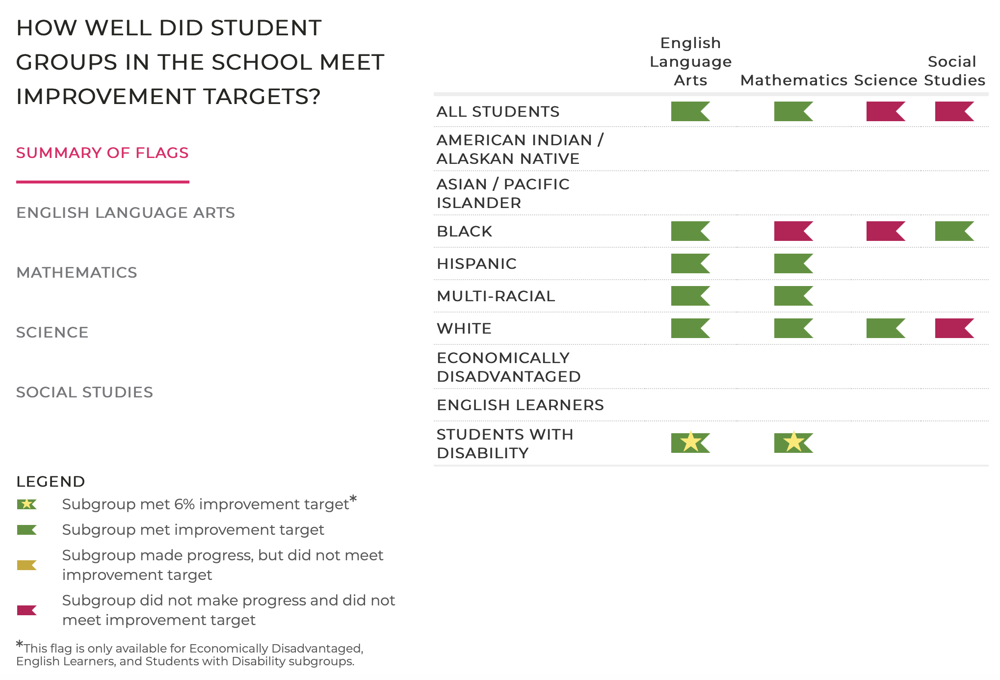 HOW WELL DID STUDENT
GROUPS IN THE SCHOOL MEET
IMPROVEMENT TARGETS?
SUMMARY OF FLAGS
ENGLISH LANGUAGE ARTS
MATHEMATICS
SCIENCE
SOCIAL STUDIES
LEGEND
Subgroup met 6% improvement target*
Subgroup met improvement target
Subgroup made progress, but did not meet
improvement target
Subgroup did not make progress and did not
meet improvement target
*This flag is only available for Economically Disadvantaged,
English Learners, and Students with Disability subgroups.
English
Language
Arts
Mathematics
Science
Social
Studies
ALL STUDENTS
AMERICAN INDIAN /
ALASKAN NATIVE
ASIAN / PACIFIC
ISLANDER
BLACK
HISPANIC
MULTI-RACIAL
WHITE
ECONOMICALLY
DISADVANTAGED
ENGLISH LEARNERS
STUDENTS WITH
DISABILITY